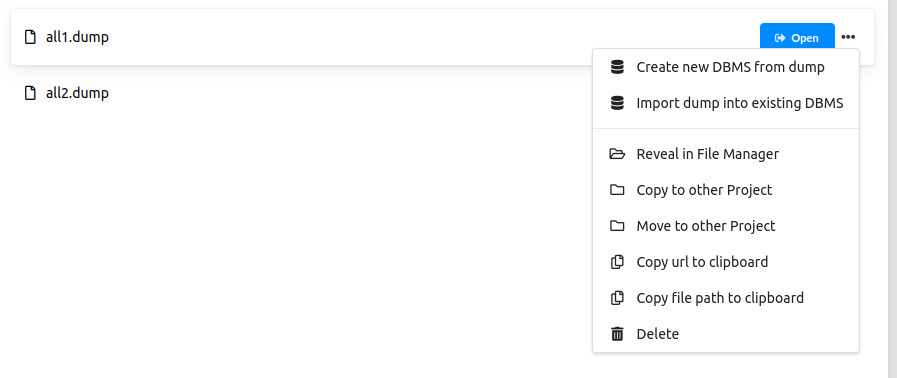 all1.dump
Open
Create new DBMS from dump
Import dump into existing DBMS
all2.dump
Reveal in File Manager
Copy to other Project
Move to other Project
Copy url to clipboard
Copy file path to clipboard
Delete